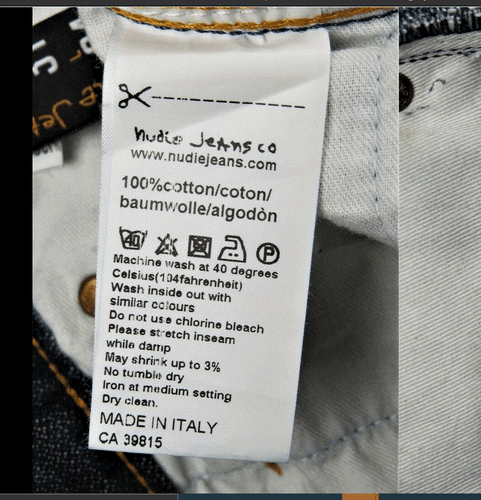 nudie jeans co
www.nudiejeans.com
100%cotton/coton/
baumwolle/algodòn
40 P
Machine wash at 40 degrees
Celsius(104fahrenheit)
Wash inside out with
similar colours
Do not use chlorine bleach
Please stretch inseam
while damp
May shrink up to 3%
No tumble dry
Iron at medium setting
Dry clean.
MADE IN ITALY
CA 39815